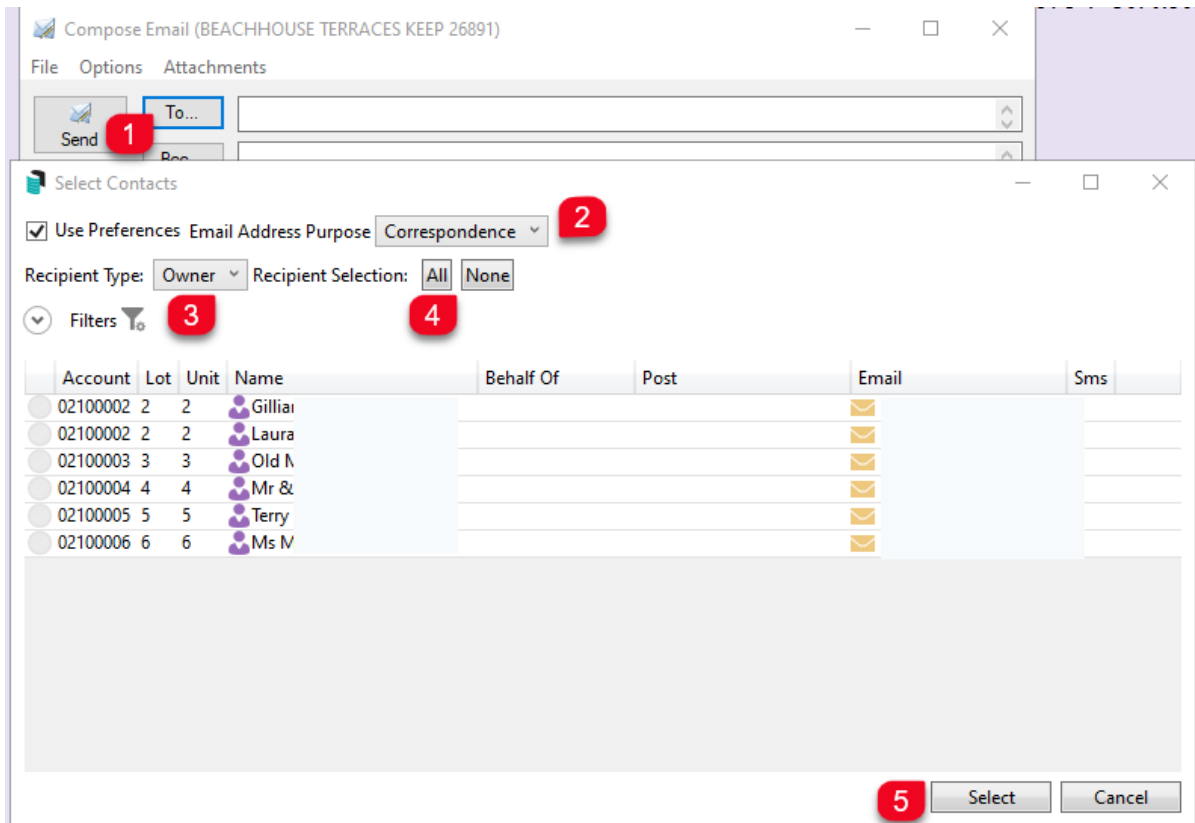 Compose Email (BEACHHOUSE TERRACES KEEP 26891)
File Options Attachments
Send 1 To...
Select Contacts
Use Preferences Email Address Purpose Correspondence 2
Recipient Type: Owner Recipient Selection: All None
Filters 3 4
Account Lot Unit Name Behalf Of Post Email Sms
02100002 2 2 Gillia
02100002 2 2 Laura
02100003 3 3 Old
02100004 4 4 Mr &
02100005 5 5 Terry
02100006 6 6 Ms M
5 Select Cancel